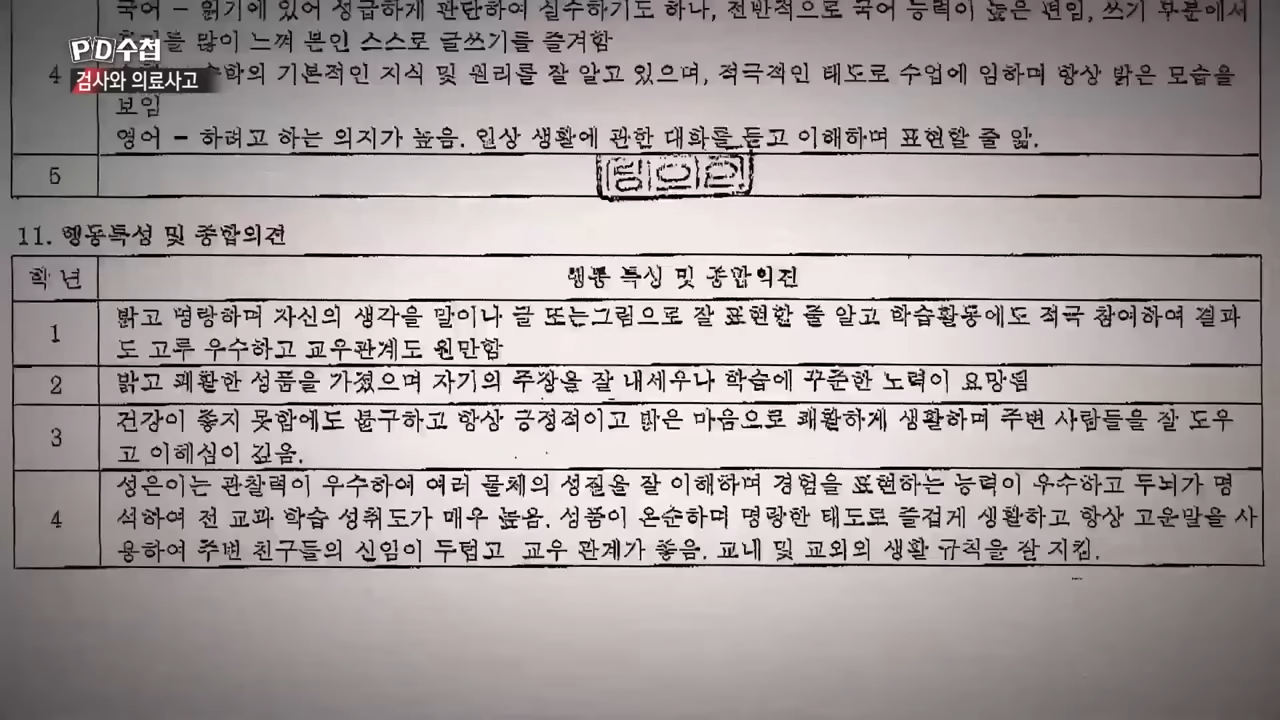 국어 - 읽기에 있어 성급하게 판단하여 실수하기도 하나, 전반적으로 국어 능력이 높은 편임, 쓰기 부분에서
많이 느껴 본인 스스로 글쓰기를 즐겨함
PD수첩
검사와 의료사고
4
기본적인 지식 및 원리를 잘 알고 있으며, 적극적인 태도로 수업에 임하며 항상 밝은 모습을
보임
영어 - 하려고 하는 의지가 높음. 일상 생활에 관한 대화를 듣고 이해하며 표현할 줄 앎.
5
11. 행동특성 및 종합의견
학 년 행동 특성 및 종합의견
1 밝고 명랑하며 자신의 생각을 말이나 글 또는그림으로 잘 표현할 줄 알고 학습활동에도 적극 참여하여 결과
도 고루 우수하고 교우관계도 원만함
2 밝고 쾌활한 성품을 가졌으며 자기의 주장을 잘 내세우나 학습에 꾸준한 노력이 요망됨
3 건강이 좋지 못함에도 불구하고 항상 긍정적이고 밝은 마음으로 쾌활하게 생활하며 주변 사람들을 잘 도우
고 이해심이 깊음.
4 성은이는 관찰력이 우수하여 여러 물체의 성질을 잘 이해하며 경험을 표현하는 능력이 우수하고 두뇌가 명
석하여 전 교과 학습 성취도가 매우 높음. 성품이 온순하며 명랑한 태도로 즐겁게 생활하고 항상 고운말을 사
용하여 주변 친구들의 신임이 두텁고 교우 관계가 좋음. 교내 및 교외의 생활 규칙을 잘 지킴.